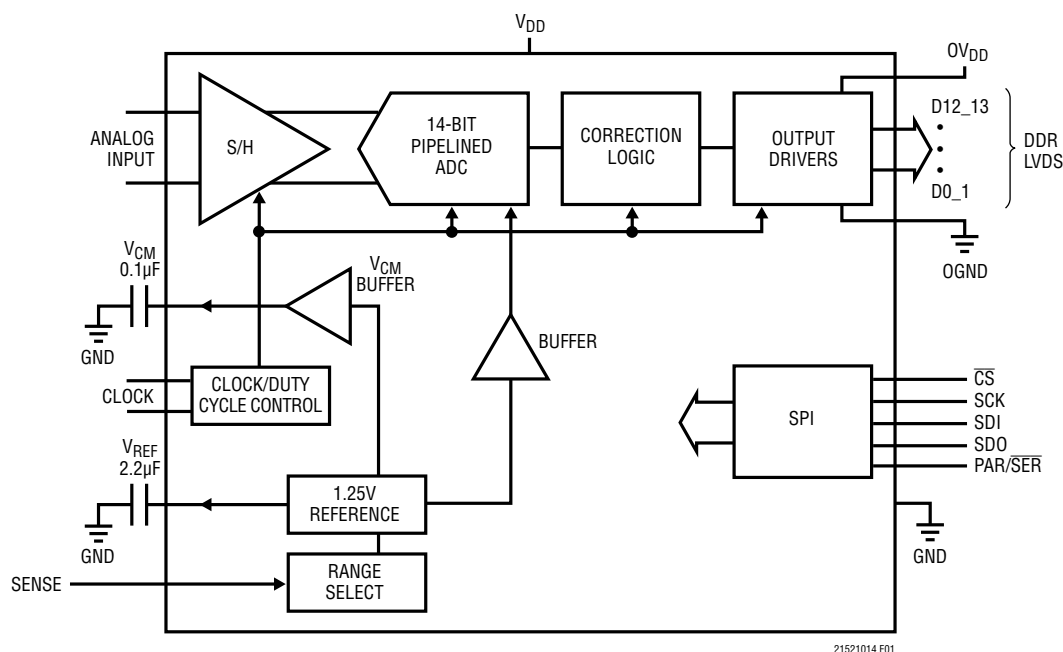 VDD
OVDD
ANALOG
INPUT
S/H
14-BIT
PIPELINED
ADC
CORRECTION
LOGIC
OUTPUT
DRIVERS
D12_13
•
•
•
D0_1
DDR
LVDS
OGND
VCM
0.1µF
GND
VCM
BUFFER
BUFFER
CLOCK
CLOCK/DUTY
CYCLE CONTROL
VREF
2.2µF
GND
1.25V
REFERENCE
SENSE
RANGE
SELECT
SPI
C̅S̅
SCK
SDI
SDO
PAR/S̅E̅R̅
GND
21521014 F01